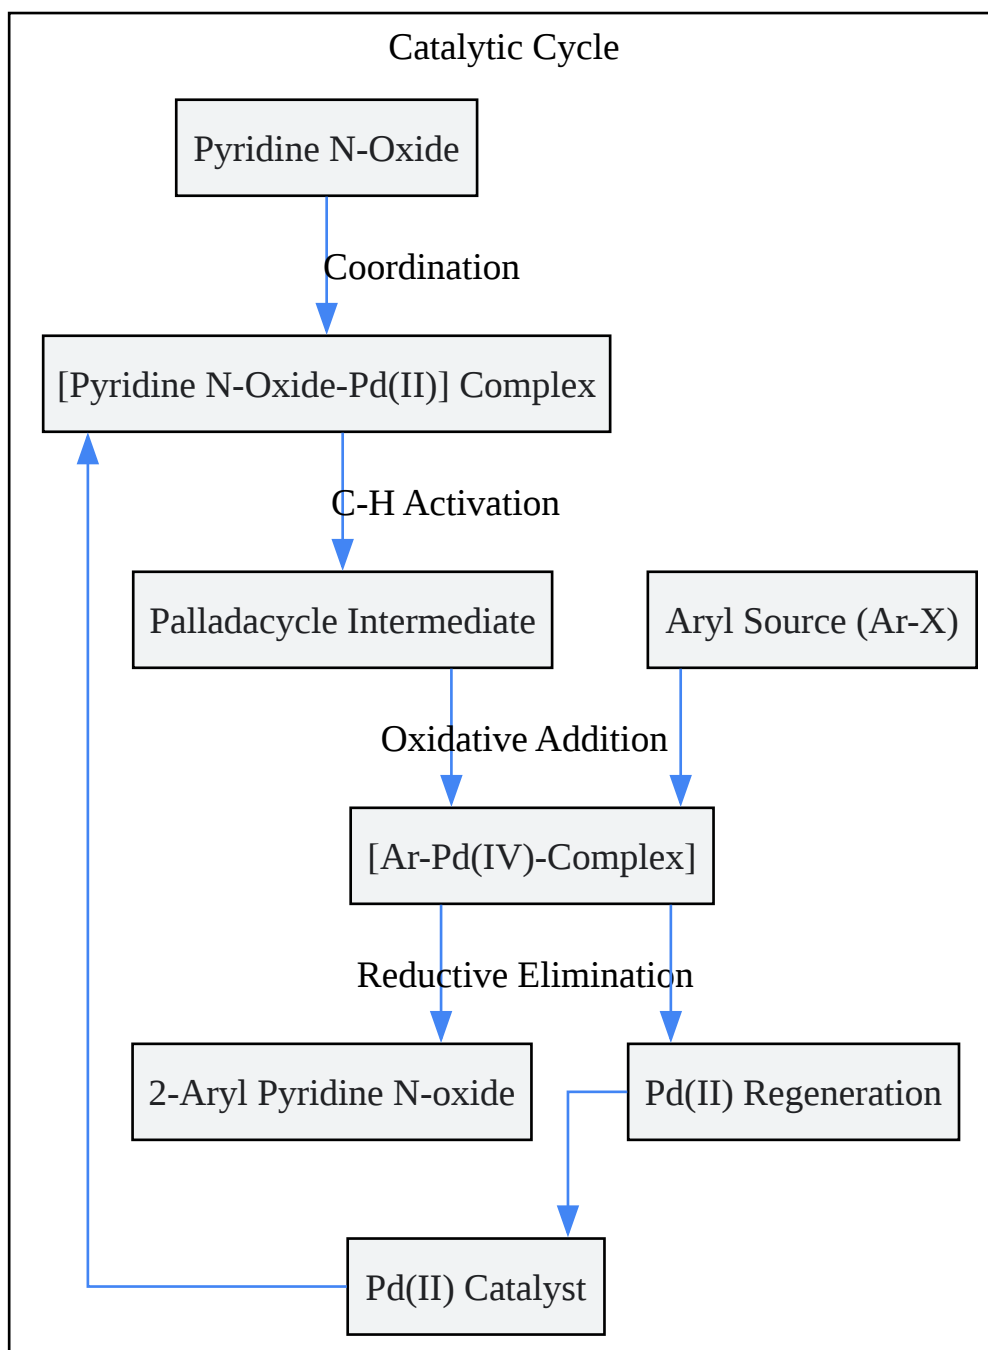 Catalytic Cycle
Pyridine N-Oxide
Coordination
[Pyridine N-Oxide-Pd(II)] Complex
C-H Activation
Palladacycle Intermediate
Aryl Source (Ar-X)
Oxidative Addition
[Ar-Pd(IV)-Complex]
Reductive Elimination
2-Aryl Pyridine N-oxide
Pd(II) Regeneration
Pd(II) Catalyst